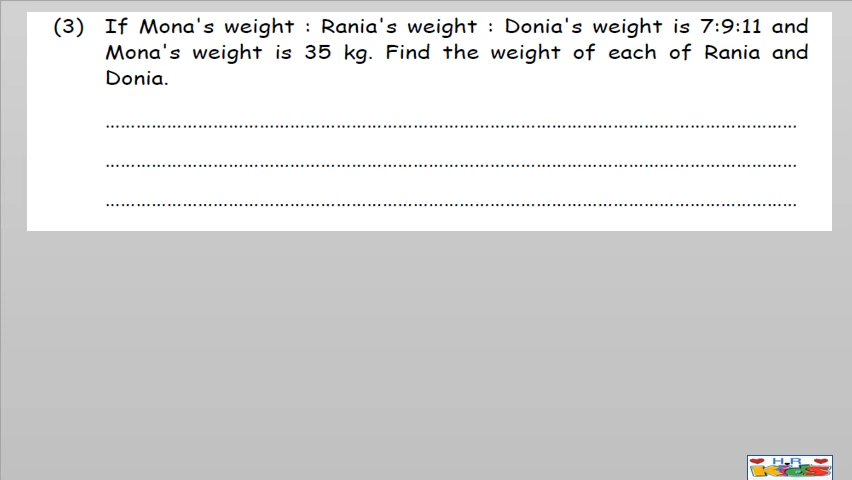 (3) If Mona's weight : Rania's weight : Donia's weight is 7:9:11 and
Mona's weight is 35 kg. Find the weight of each of Rania and
Donia.
................................................................................
................................................................................
................................................................................
H.R
KIDS